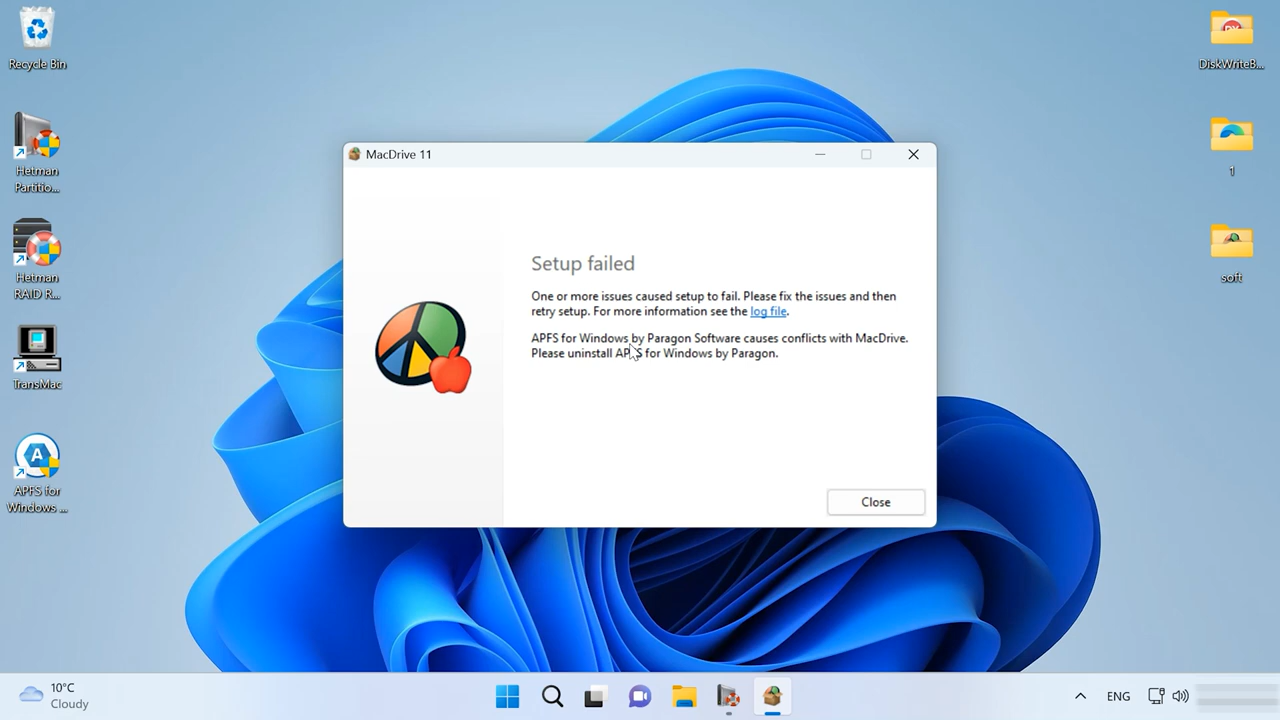 Recycle Bin
Hetman
Partitio...
Hetman
RAID R...
TransMac
APFS for
Windows ...
DiskWriteB...
1
soft
MacDrive 11
Setup failed
One or more issues caused setup to fail. Please fix the issues and then
retry setup. For more information see the log file.
APFS for Windows by Paragon Software causes conflicts with MacDrive.
Please uninstall APFS for Windows by Paragon.
Close
10°C
Cloudy
ENG